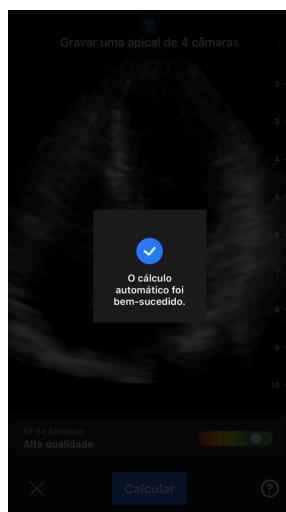 Gravar uma apical de 4 câmaras
2
3
4
5
6
7
8
9
10
O cálculo
automático foi
bem-sucedido.
EF de Simpson
Alta qualidade
Calcular
?